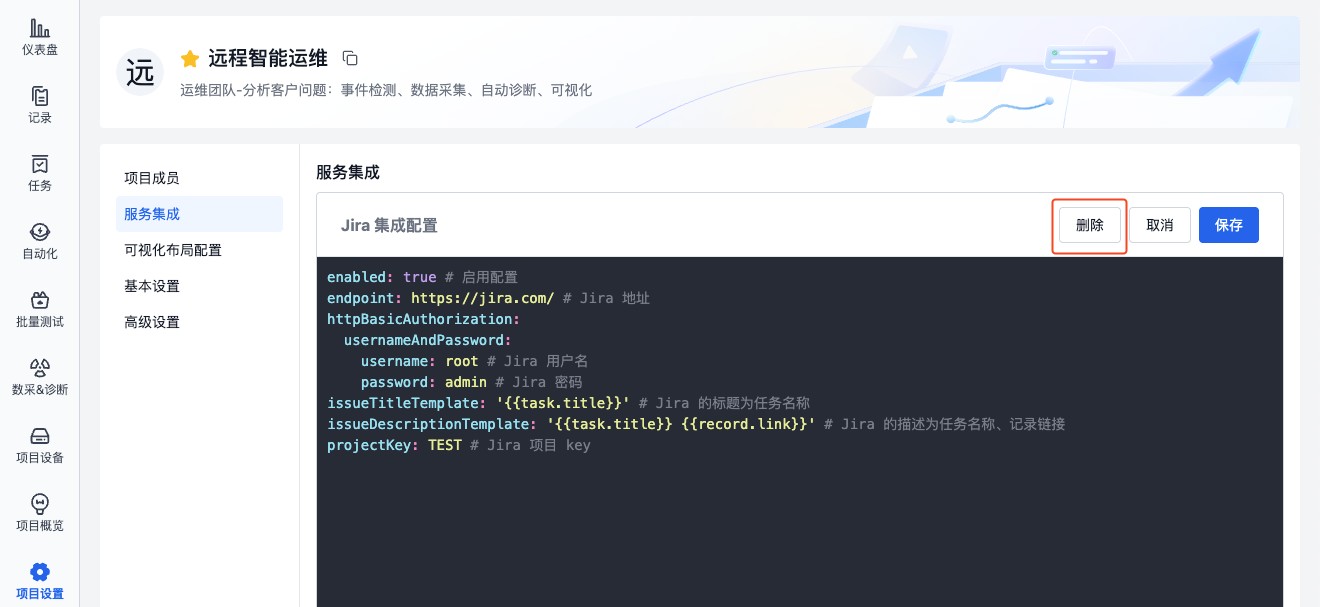 仪表盘
记录
任务
自动化
批量测试
数采&诊断
项目设备
项目概览
项目设置
远
远程智能运维
运维团队-分析客户问题：事件检测、数据采集、自动诊断、可视化
项目成员
服务集成
可视化布局配置
基本设置
高级设置
服务集成
Jira 集成配置
删除
取消
保存
enabled: true # 启用配置
endpoint: https://jira.com/ # Jira 地址
httpBasicAuthorization:
  usernameAndPassword:
    username: root # Jira 用户名
    password: admin # Jira 密码
issueTitleTemplate: '{{task.title}}' # Jira 的标题为任务名称
issueDescriptionTemplate: '{{task.title}} {{record.link}}' # Jira 的描述为任务名称、记录链接
projectKey: TEST # Jira 项目 key